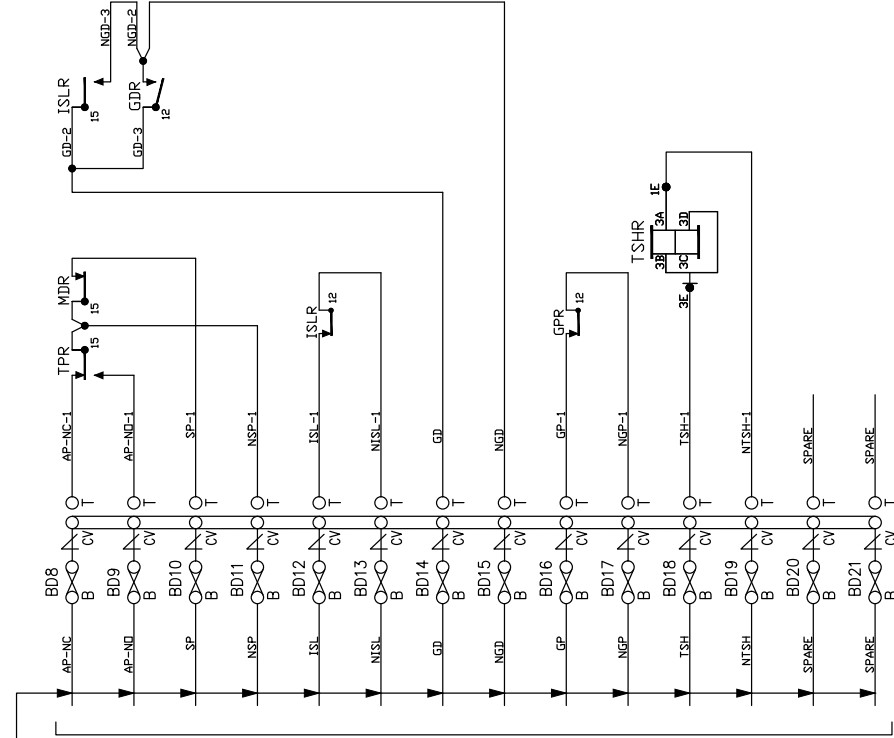 NGD-3
NGD-2
ISLR
15
GDR
12
GD-2
GD-3
1E
3A
3D
TSHR
3B
3C
3E
MDR
15
TPR
15
ISLR
12
GPR
12
AP-NC-1
AP-NO-1
SP-1
NSP-1
ISL-1
NISL-1
GD
NGD
GP-1
NGP-1
TSH-1
NTSH-1
SPARE
SPARE
T T T T T T T T T T T T T T
CV CV CV CV CV CV CV CV CV CV CV CV CV CV
BD8 BD9 BD10 BD11 BD12 BD13 BD14 BD15 BD16 BD17 BD18 BD19 BD20 BD21
B B B B B B B B B B B B B B
AP-NC
AP-NO
SP
NSP
ISL
NISL
GD
NGD
GP
NGP
TSH
NTSH
SPARE
SPARE